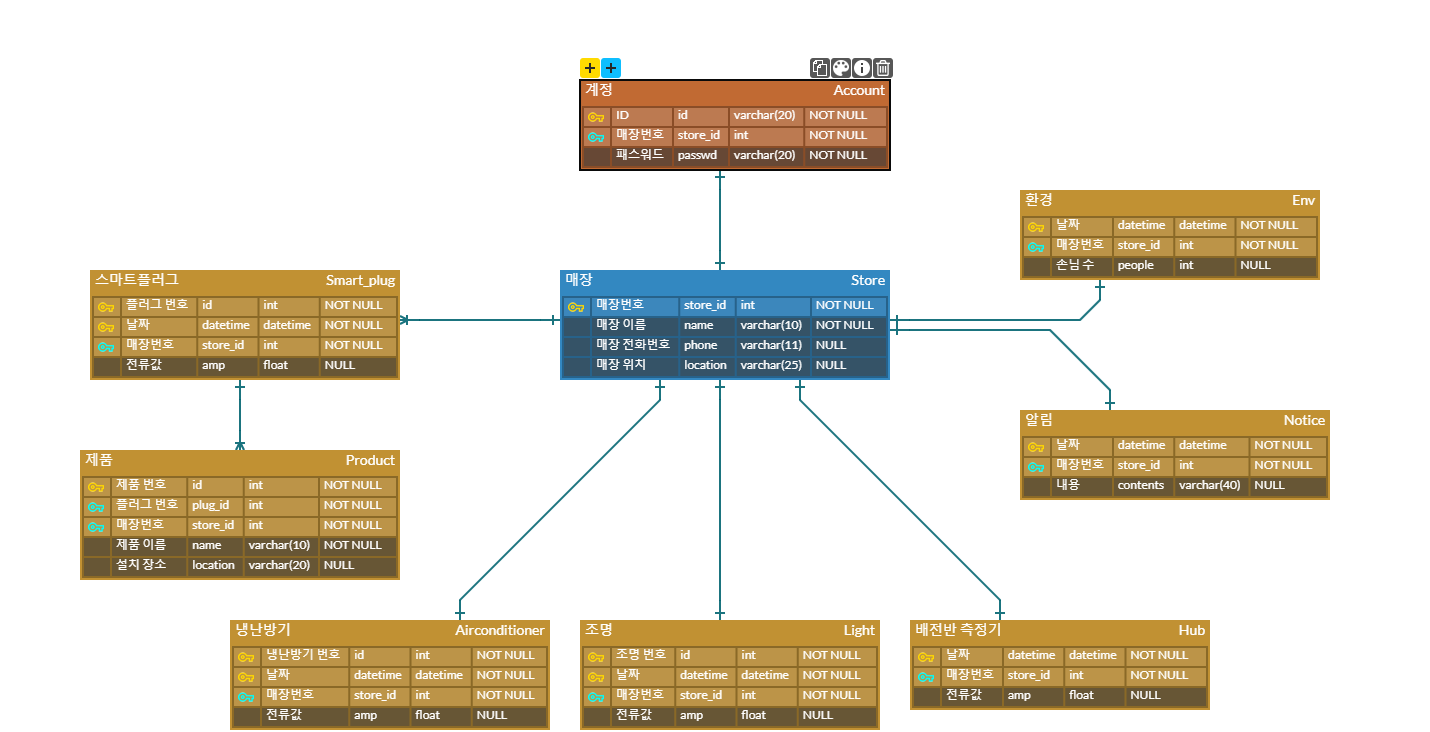 계정 Account
ID id varchar(20) NOT NULL
매장번호 store_id int NOT NULL
패스워드 passwd varchar(20) NOT NULL
환경 Env
날짜 datetime datetime NOT NULL
매장번호 store_id int NOT NULL
손님 수 people int NULL
스마트플러그 Smart_plug
플러그 번호 id int NOT NULL
날짜 datetime datetime NOT NULL
매장번호 store_id int NOT NULL
전류값 amp float NULL
매장 Store
매장번호 store_id int NOT NULL
매장 이름 name varchar(10) NOT NULL
매장 전화번호 phone varchar(11) NULL
매장 위치 location varchar(25) NULL
알림 Notice
날짜 datetime datetime NOT NULL
매장번호 store_id int NOT NULL
내용 contents varchar(40) NULL
제품 Product
제품 번호 id int NOT NULL
플러그 번호 plug_id int NOT NULL
매장번호 store_id int NOT NULL
제품 이름 name varchar(10) NOT NULL
설치 장소 location varchar(20) NULL
냉난방기 Airconditioner
냉난방기 번호 id int NOT NULL
날짜 datetime datetime NOT NULL
매장번호 store_id int NOT NULL
전류값 amp float NULL
조명 Light
조명 번호 id int NOT NULL
날짜 datetime datetime NOT NULL
매장번호 store_id int NOT NULL
전류값 amp float NULL
배전반 측정기 Hub
날짜 datetime datetime NOT NULL
매장번호 store_id int NOT NULL
전류값 amp float NULL